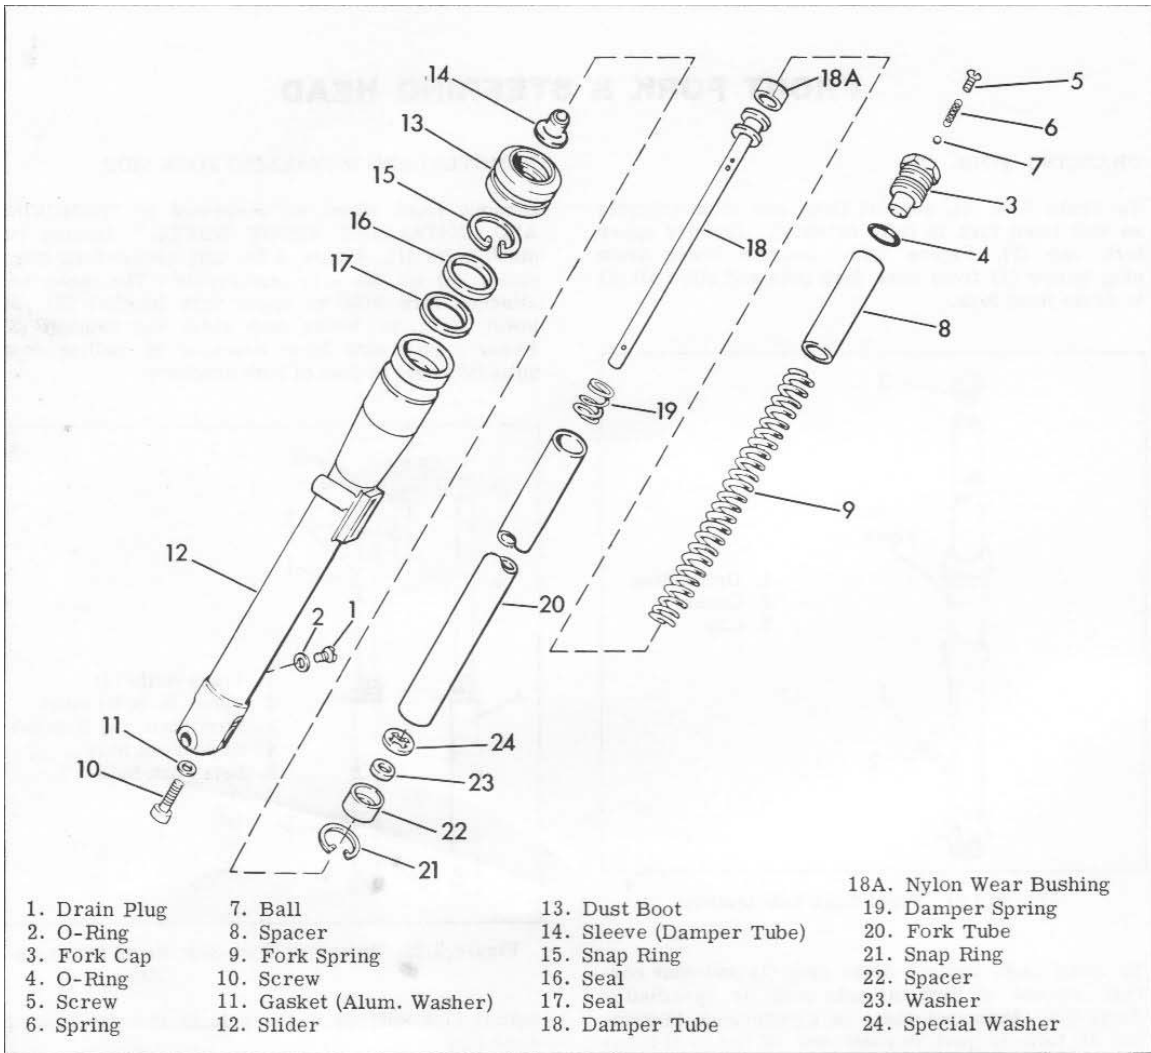 14
13
15
16
17
18A
5
6
7
3
4
18
8
19
9
12
20
2
1
11
10
24
23
22
21
1. Drain Plug
2. O-Ring
3. Fork Cap
4. O-Ring
5. Screw
6. Spring
7. Ball
8. Spacer
9. Fork Spring
10. Screw
11. Gasket (Alum. Washer)
12. Slider
13. Dust Boot
14. Sleeve (Damper Tube)
15. Snap Ring
16. Seal
17. Seal
18. Damper Tube
18A. Nylon Wear Bushing
19. Damper Spring
20. Fork Tube
21. Snap Ring
22. Spacer
23. Washer
24. Special Washer